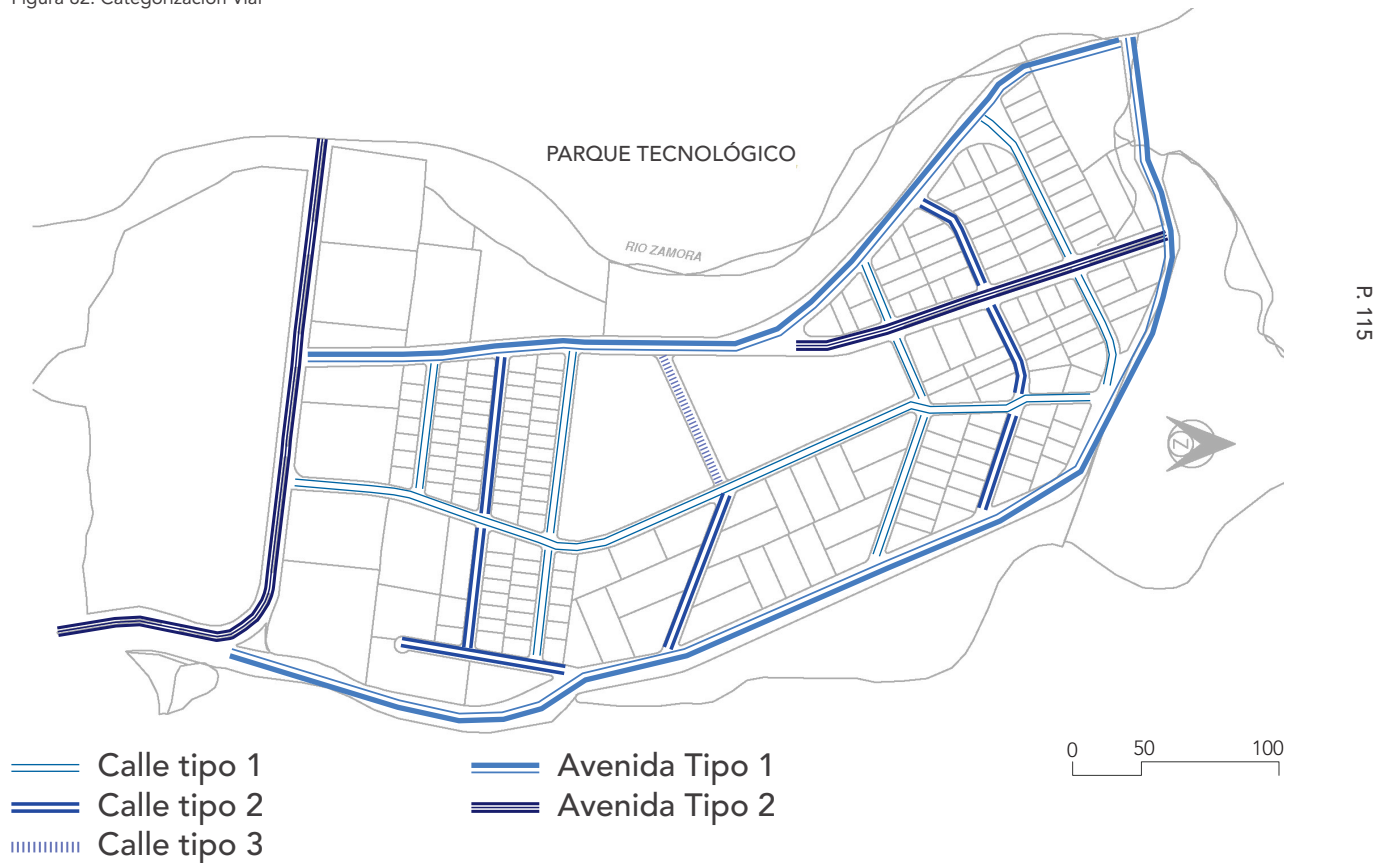 PARQUE TECNOLÓGICO
RIO ZAMORA
P. 115
Z
Calle tipo 1
Calle tipo 2
Calle tipo 3
Avenida Tipo 1
Avenida Tipo 2
0 50 100